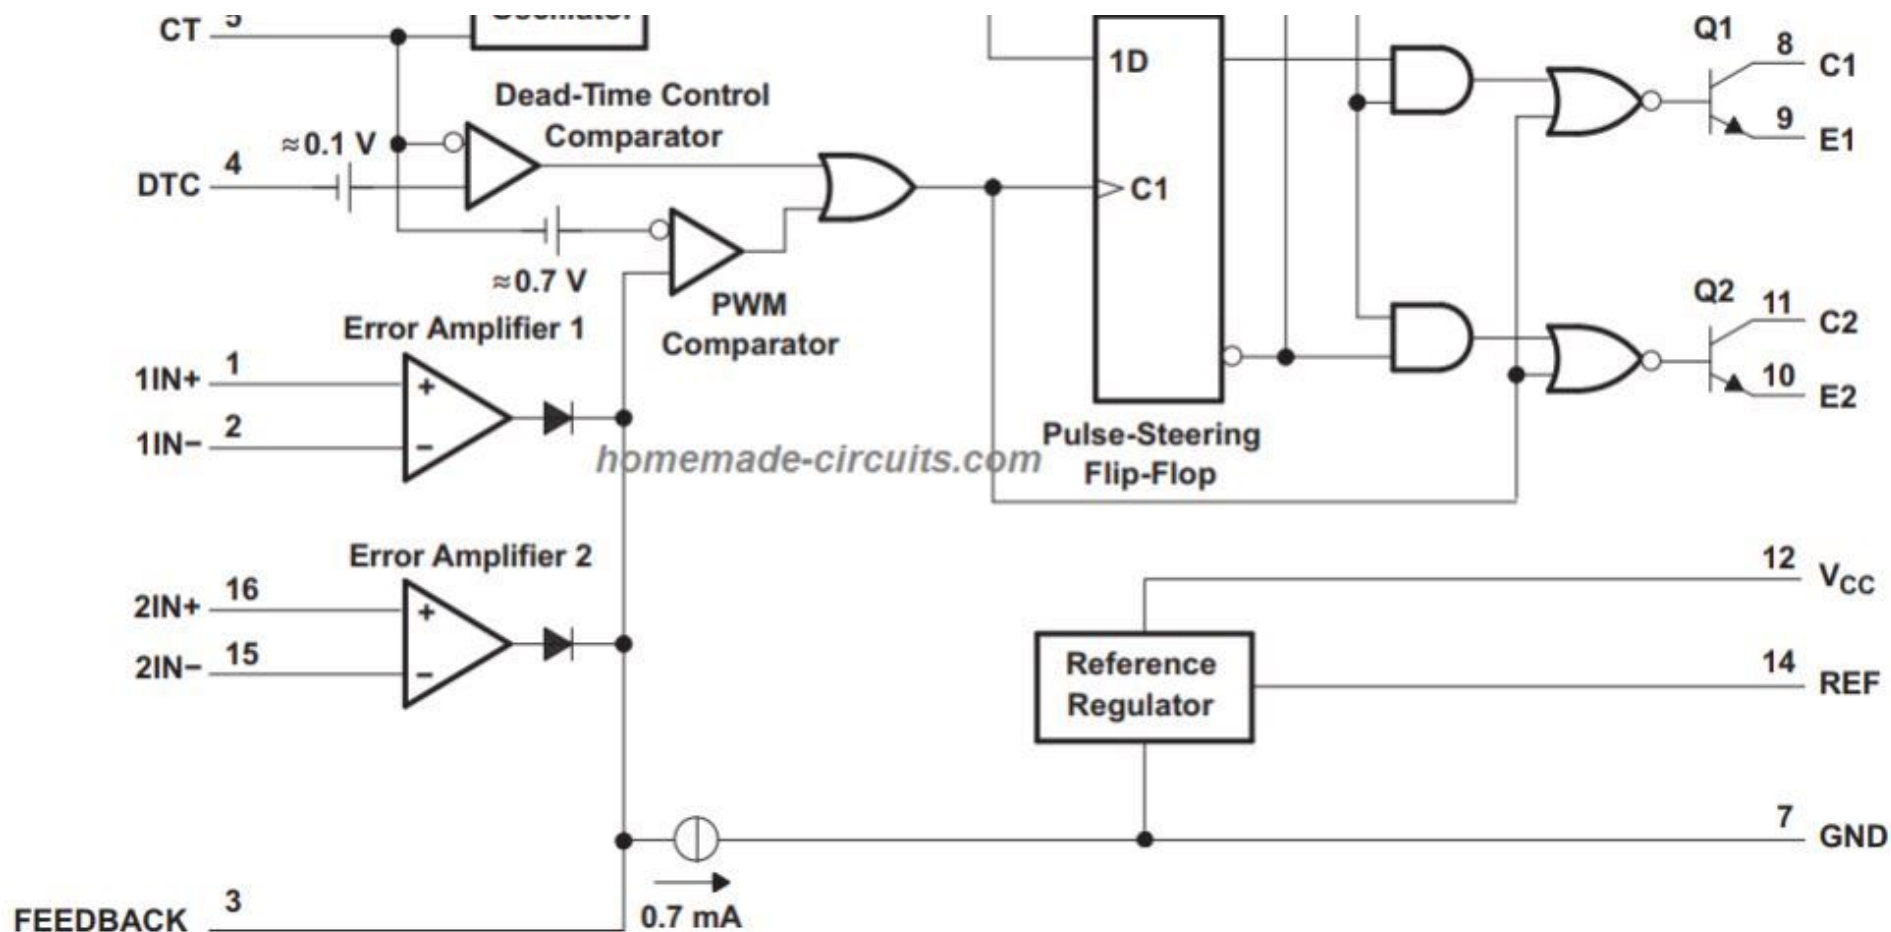 CT 5
Oscillator
Q1
8 C1
1D
Dead-Time Control
Comparator
≈0.1 V
9 E1
DTC 4
C1
≈0.7 V
PWM
Comparator
Q2
11 C2
Error Amplifier 1
1IN+ 1
+
10 E2
1IN− 2
−
Pulse-Steering
Flip-Flop
homemade-circuits.com
Error Amplifier 2
12 VCC
2IN+ 16
+
2IN− 15
−
Reference
Regulator
14 REF
7 GND
FEEDBACK 3
0.7 mA